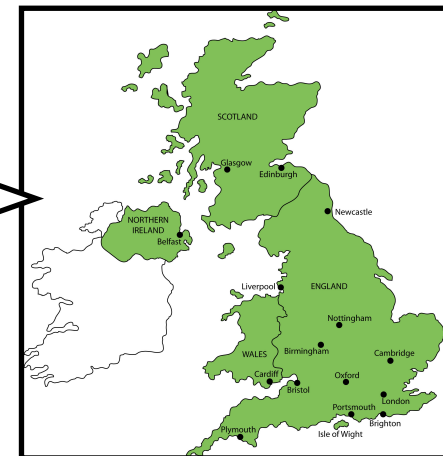 SCOTLAND
Glasgow
Edinburgh
Newcastle
NORTHERN
IRELAND
Belfast
Liverpool
ENGLAND
Nottingham
WALES
Birmingham
Cambridge
Cardiff
Bristol
Oxford
London
Portsmouth
Brighton
Plymouth
Isle of Wight